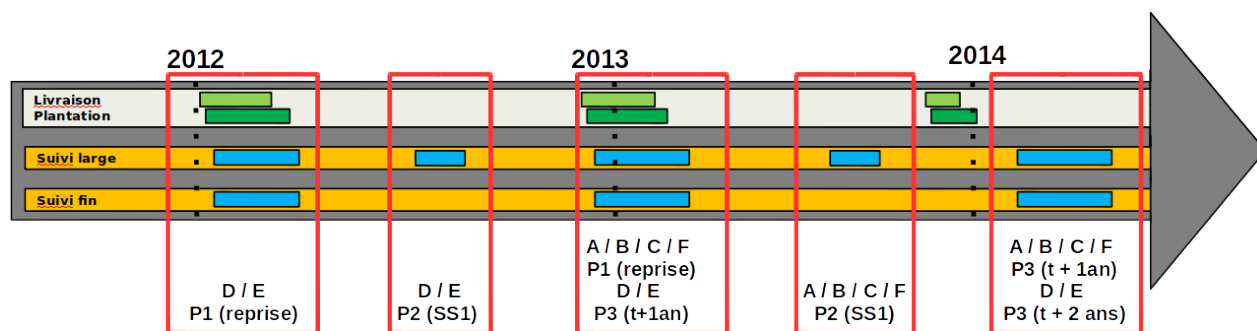 2012
2013
2014
Livraison
Plantation
Suivi large
Suivi fin
D / E
P1 (reprise)
D / E
P2 (SS1)
A / B / C / F
P1 (reprise)
D / E
P3 (t+1an)
A / B / C / F
P2 (SS1)
A / B / C / F
P3 (t + 1an)
D / E
P3 (t + 2 ans)